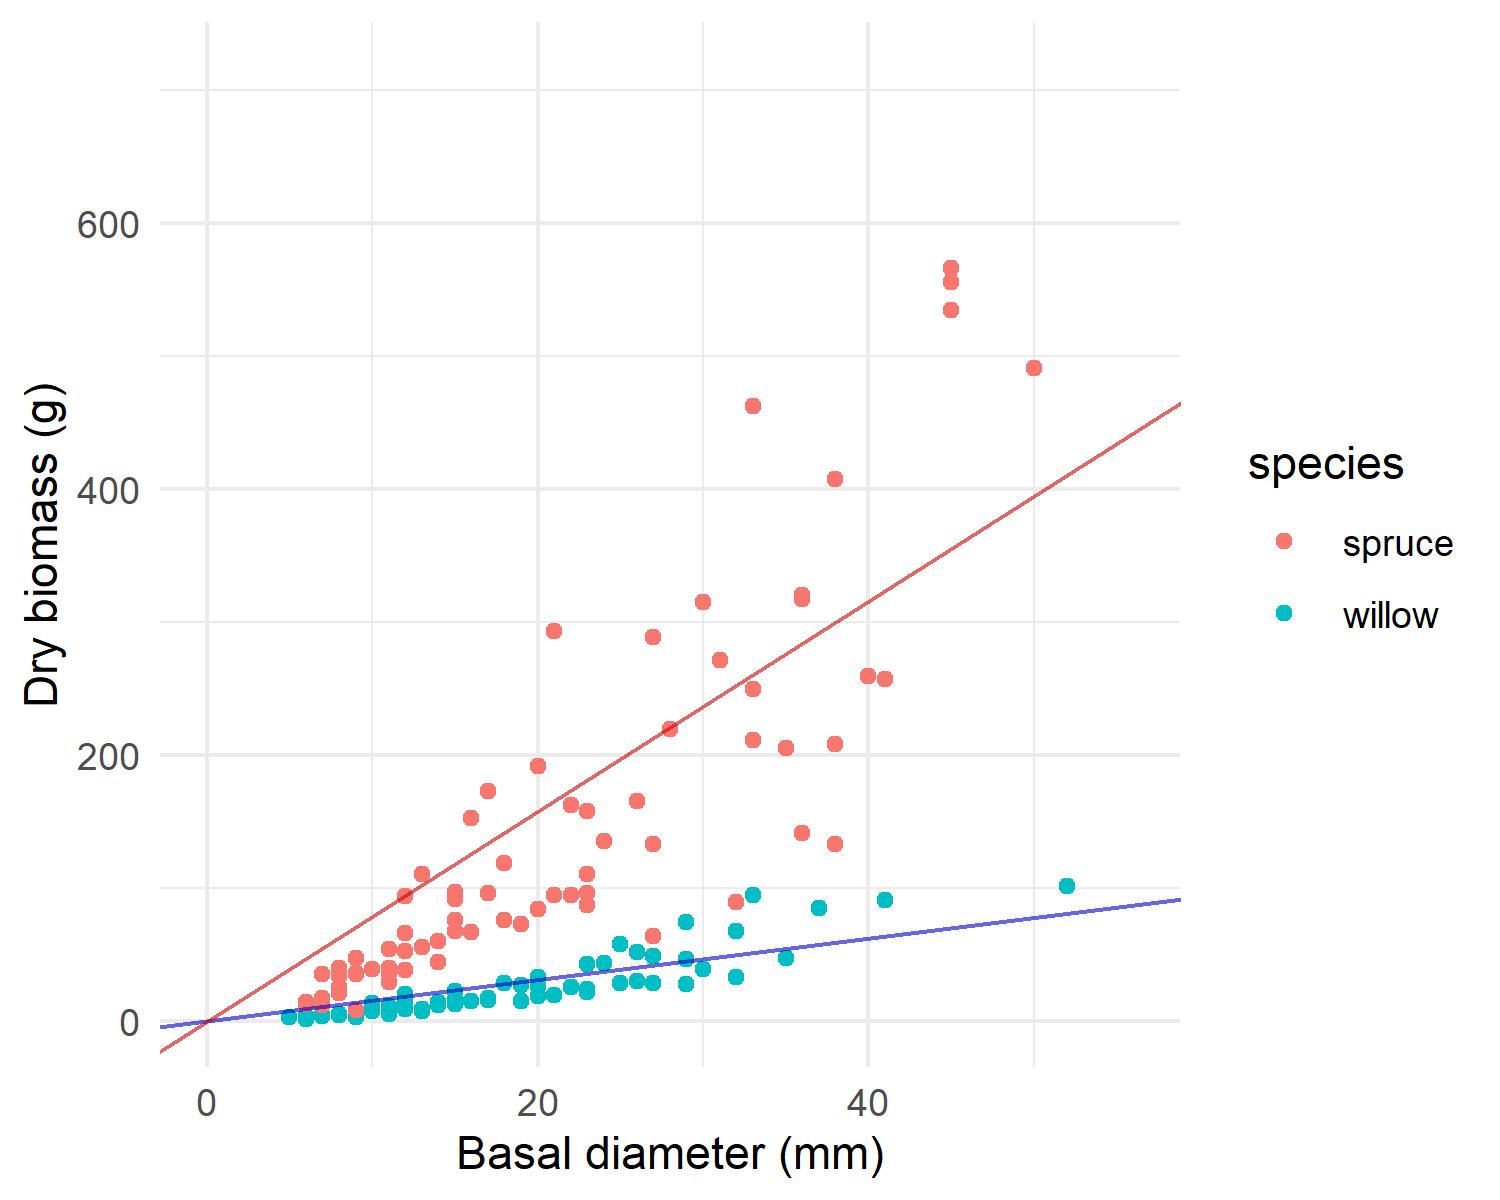 600
400
200
0
0 20 40
Basal diameter (mm)
Dry biomass (g)
species
spruce
willow